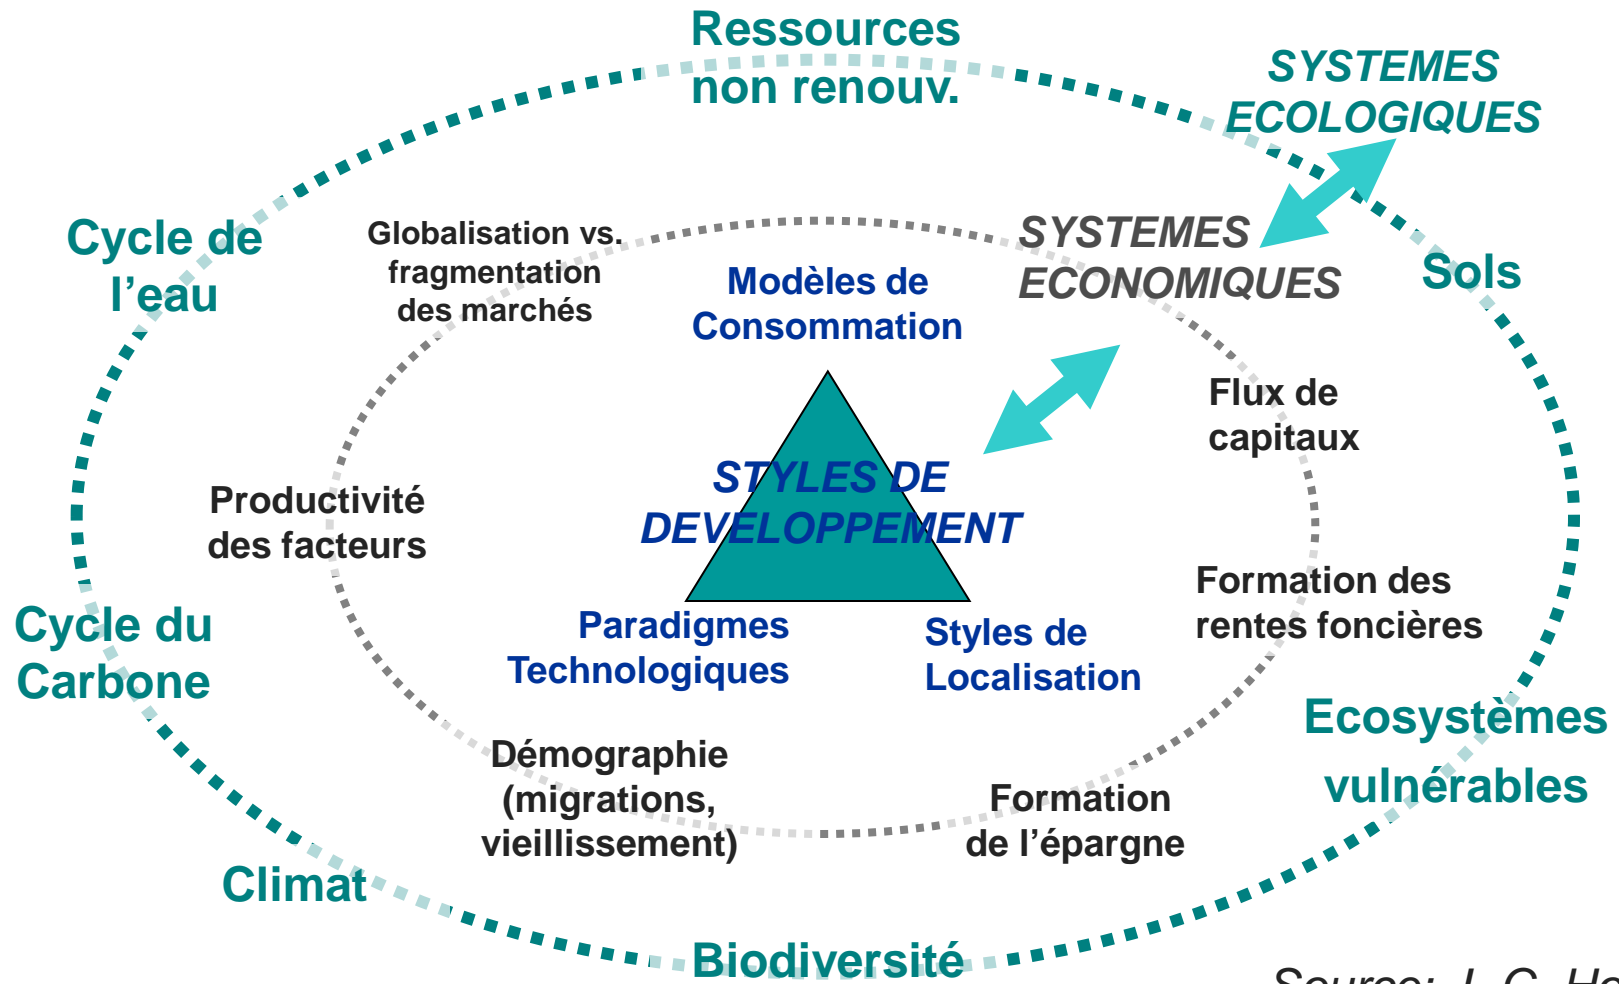 Ressources
non renouv.
SYSTEMES
ECOLOGIQUES
Cycle de
l’eau
Globalisation vs.
fragmentation
des marchés
SYSTEMES
ECONOMIQUES
Sols
Modèles de
Consommation
Flux de
capitaux
STYLES DE
DEVELOPPEMENT
Productivité
des facteurs
Formation des
rentes foncières
Cycle du
Carbone
Paradigmes
Technologiques
Styles de
Localisation
Ecosystèmes
vulnérables
Démographie
(migrations,
vieillissement)
Formation
de l’épargne
Climat
Biodiversité
Source: J. C.